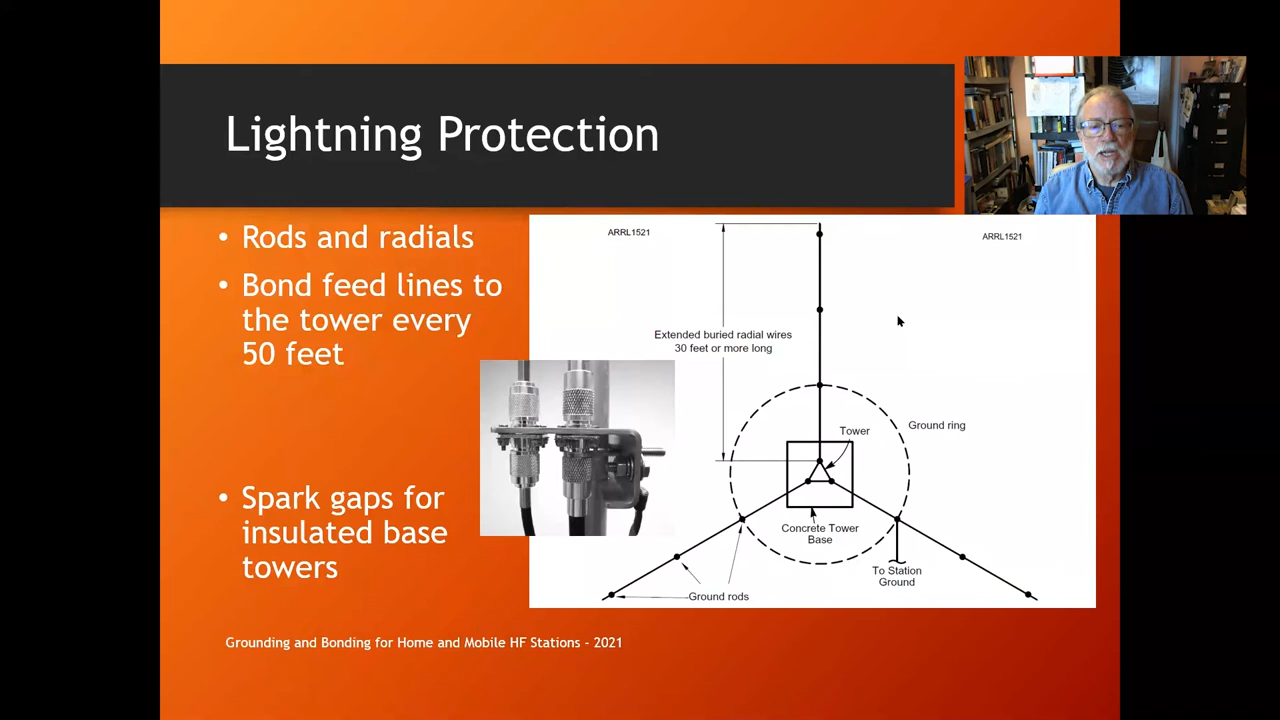 Lightning Protection
• Rods and radials
• Bond feed lines to
the tower every
50 feet
• Spark gaps for
insulated base
towers
ARRL1521
ARRL1521
Extended buried radial wires
30 feet or more long
Ground ring
Tower
Concrete Tower
Base
To Station
Ground
Ground rods
Grounding and Bonding for Home and Mobile HF Stations - 2021